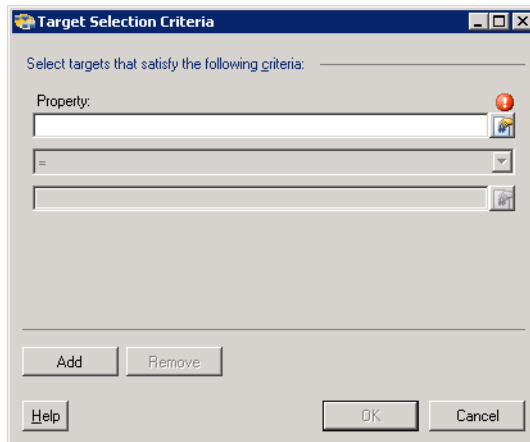 Target Selection Criteria
Select targets that satisfy the following criteria:
Property:
=
Add Remove
Help OK Cancel